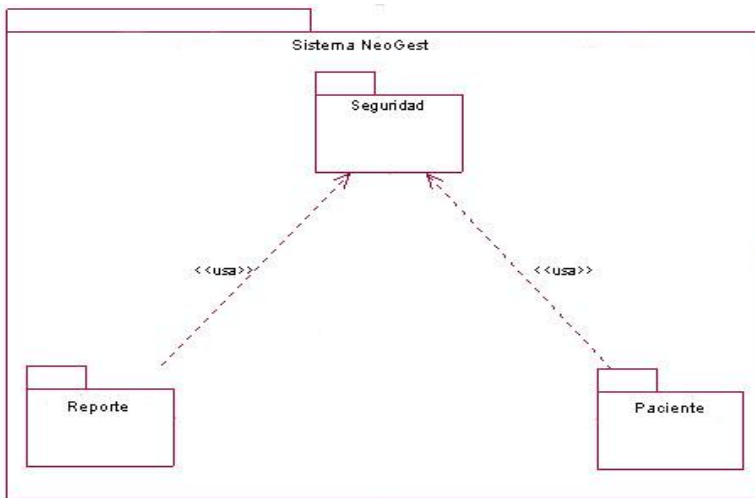 Sistema NeoGest
Seguridad
<<usa>>
<<usa>>
Reporte
Paciente